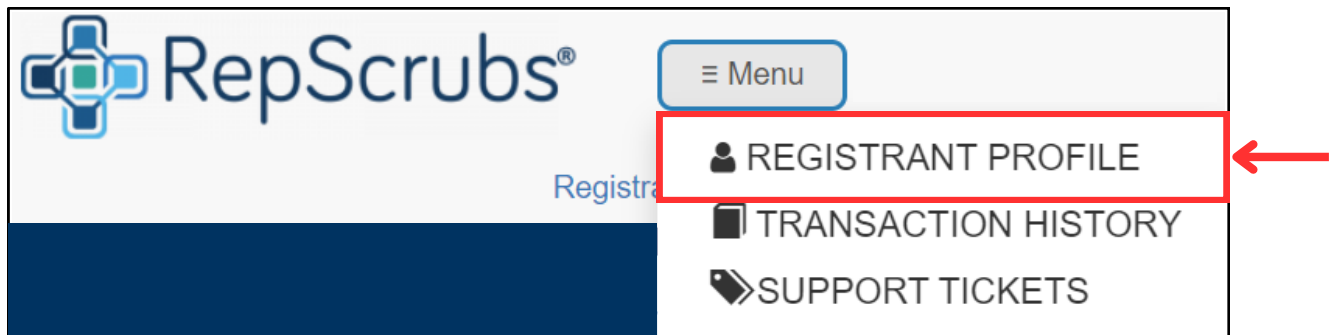 RepScrubs®
≡ Menu
REGISTRANT PROFILE
TRANSACTION HISTORY
SUPPORT TICKETS